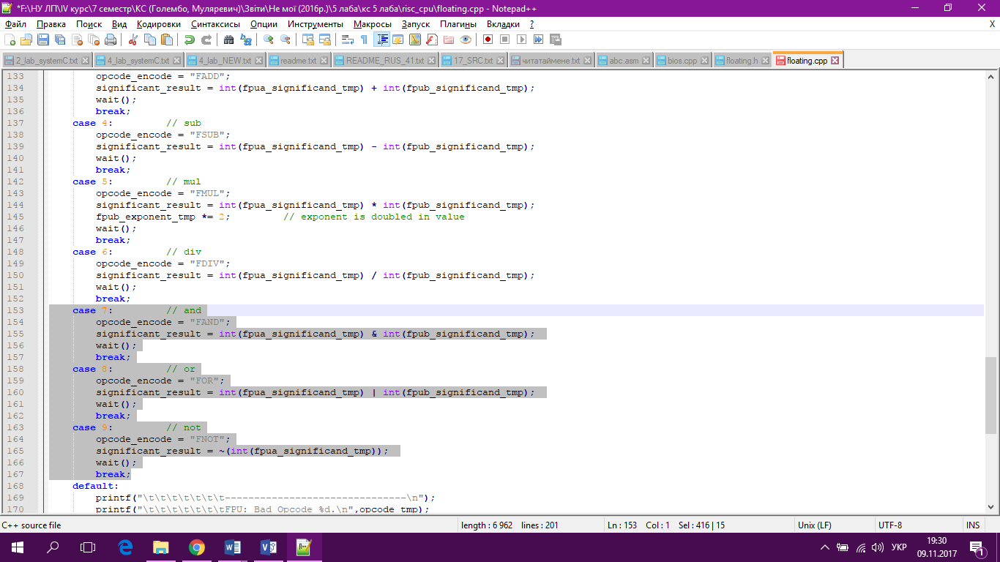 *F:\НУ ЛП\IV курс\7 семестр\КС (Голембо, Муляревич)\Звіти\Не мої (2016р.)\5 лаба\кс 5 лаба\risc_cpu\floating.cpp - Notepad++
Файл Правка Поиск Вид Кодировки Синтаксисы Опции Инструменты Макросы Запуск Плагины Вкладки ? X
2_lab_systemC.txt 4_lab_systemC.txt 4_lab_NEW.txt readme.txt README_RUS_41.txt 17_SRC.txt читатаймене.txt abc.asm bios.cpp floating.h floating.cpp
133 opcode_encode = "FADD";
134 significant_result = int(fpua_significand_tmp) + int(fpub_significand_tmp);
135 wait();
136 break;
137 case 4: // sub
138 opcode_encode = "FSUB";
139 significant_result = int(fpua_significand_tmp) - int(fpub_significand_tmp);
140 wait();
141 break;
142 case 5: // mul
143 opcode_encode = "FMUL";
144 significant_result = int(fpua_significand_tmp) * int(fpub_significand_tmp);
145 fpub_exponent_tmp *= 2; // exponent is doubled in value
146 wait();
147 break;
148 case 6: // div
149 opcode_encode = "FDIV";
150 significant_result = int(fpua_significand_tmp) / int(fpub_significand_tmp);
151 wait();
152 break;
153 case 7: // and
154 opcode_encode = "FAND";
155 significant_result = int(fpua_significand_tmp) & int(fpub_significand_tmp);
156 wait();
157 break;
158 case 8: // or
159 opcode_encode = "FOR";
160 significant_result = int(fpua_significand_tmp) | int(fpub_significand_tmp);
161 wait();
162 break;
163 case 9: // not
164 opcode_encode = "FNOT";
165 significant_result = ~(int(fpua_significand_tmp));
166 wait();
167 break;
168 default:
169 printf("\t\t\t\t\t\t\t-------------------------------\n");
170 printf("\t\t\t\t\t\t\tFPU: Bad Opcode %d.\n",opcode_tmp);
C++ source file length : 6 962 lines : 201 Ln : 153 Col : 1 Sel : 416 | 15 Unix (LF) UTF-8 INS
УКР 19:30
09.11.2017 1